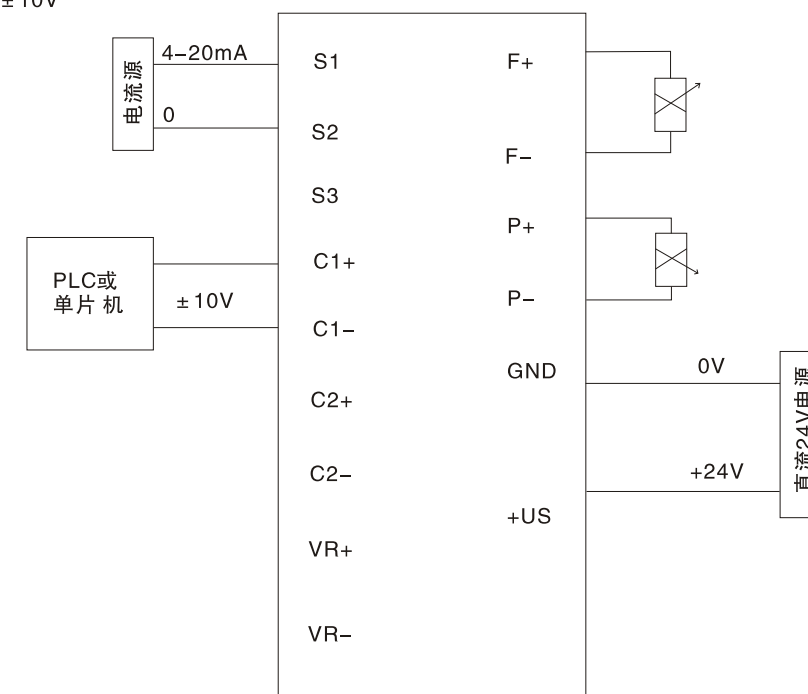 ±10V
电流源
4-20mA
0
S1
S2
S3
PLC或
单片机
±10V
C1+
C1-
C2+
C2-
VR+
VR-
F+
F-
P+
P-
GND
+US
0V
+24V
直流24V电源